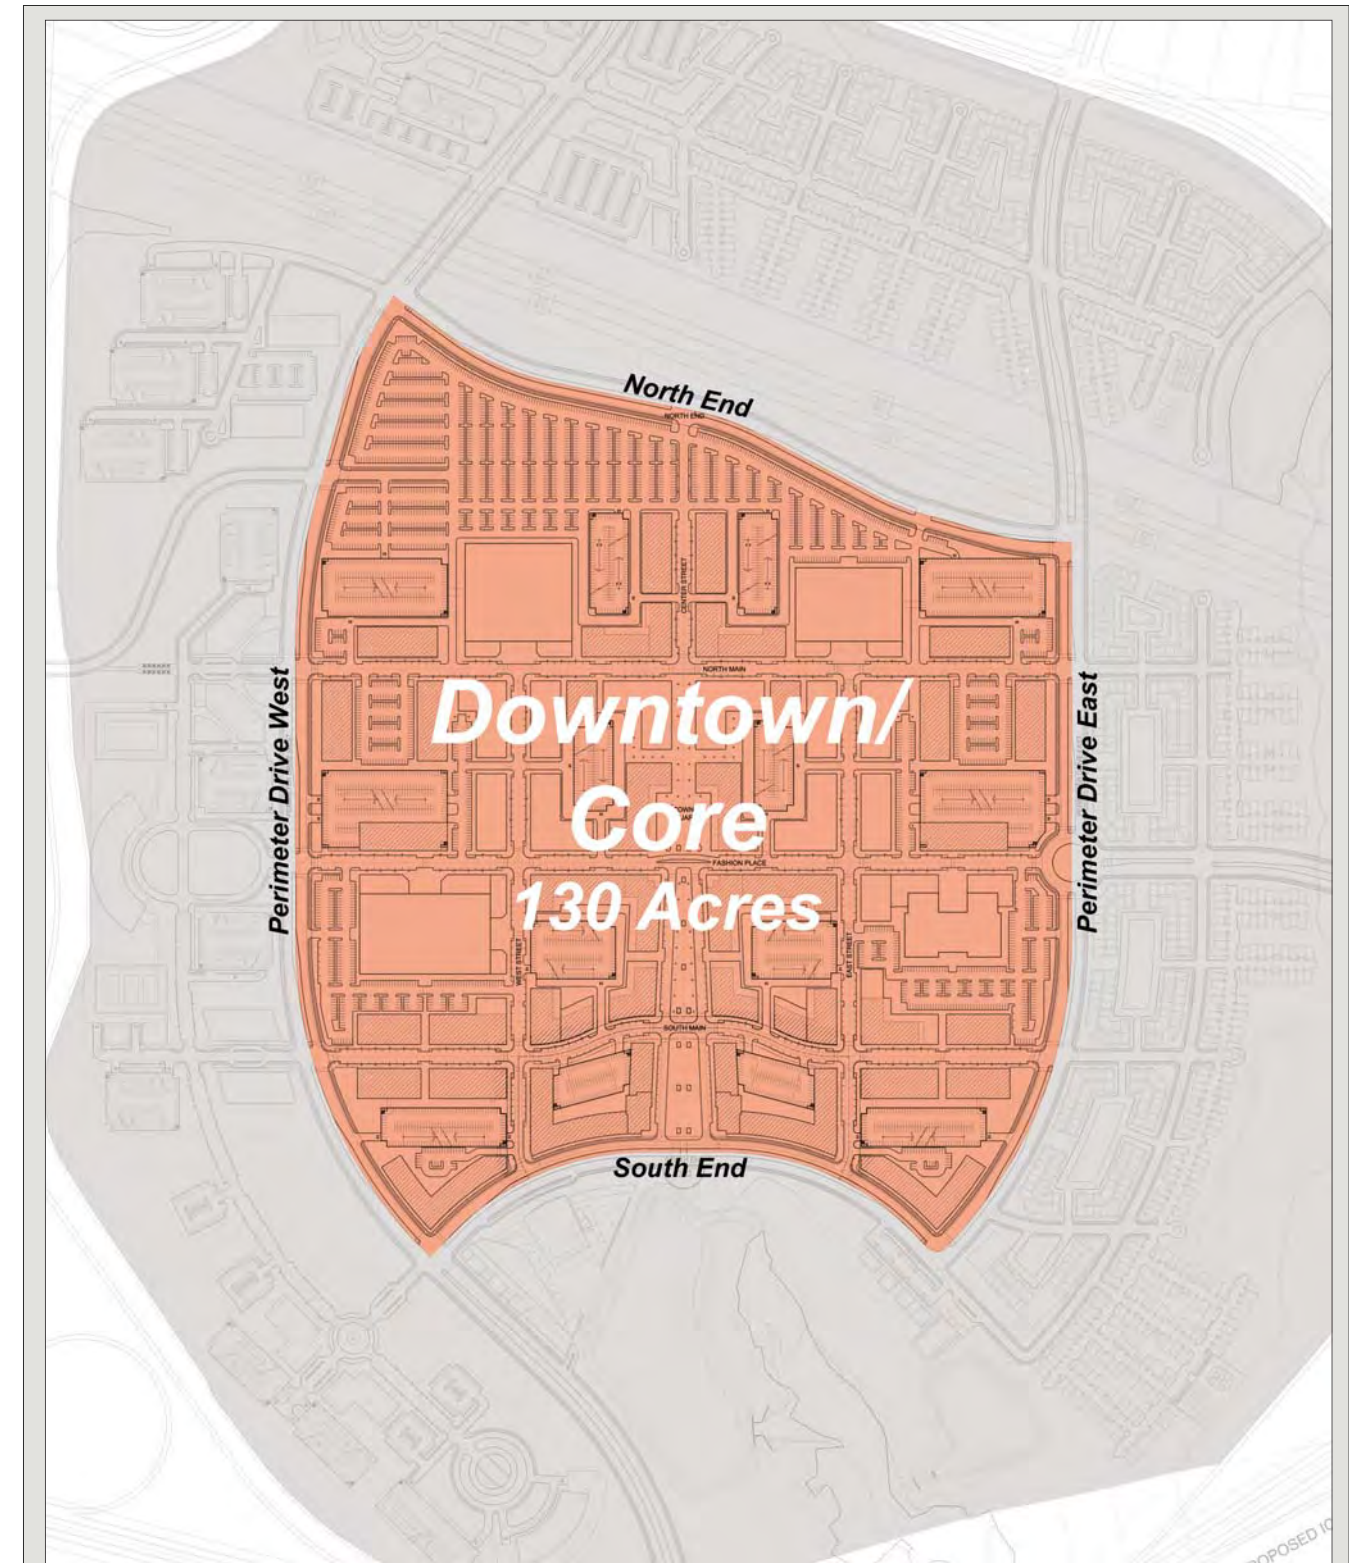 North End
NORTH END
CENTER STREET
NORTH MAIN
Perimeter Drive West
Downtown/
Core
130 Acres
Perimeter Drive East
FASHION PLACE
WEST STREET
EAST STREET
SOUTH MAIN
South End